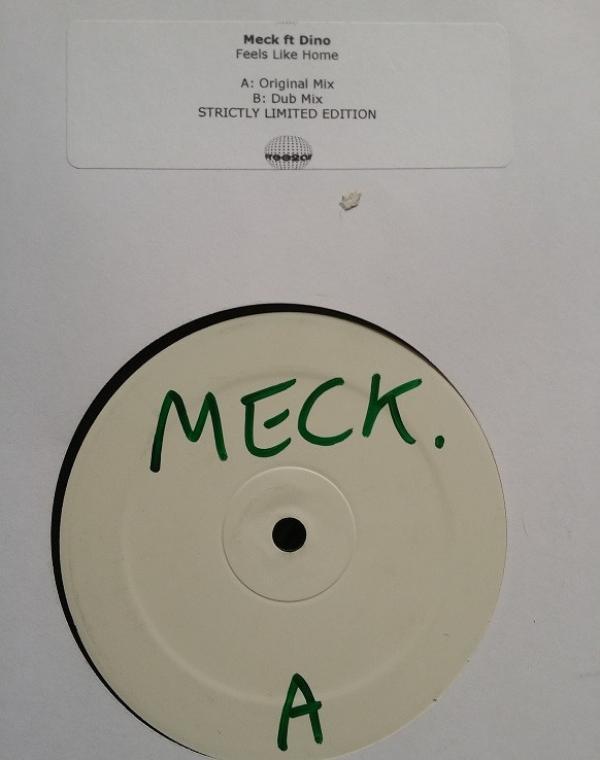 Meck ft Dino
Feels Like Home
A: Original Mix
B: Dub Mix
STRICTLY LIMITED EDITION
MECK.
A